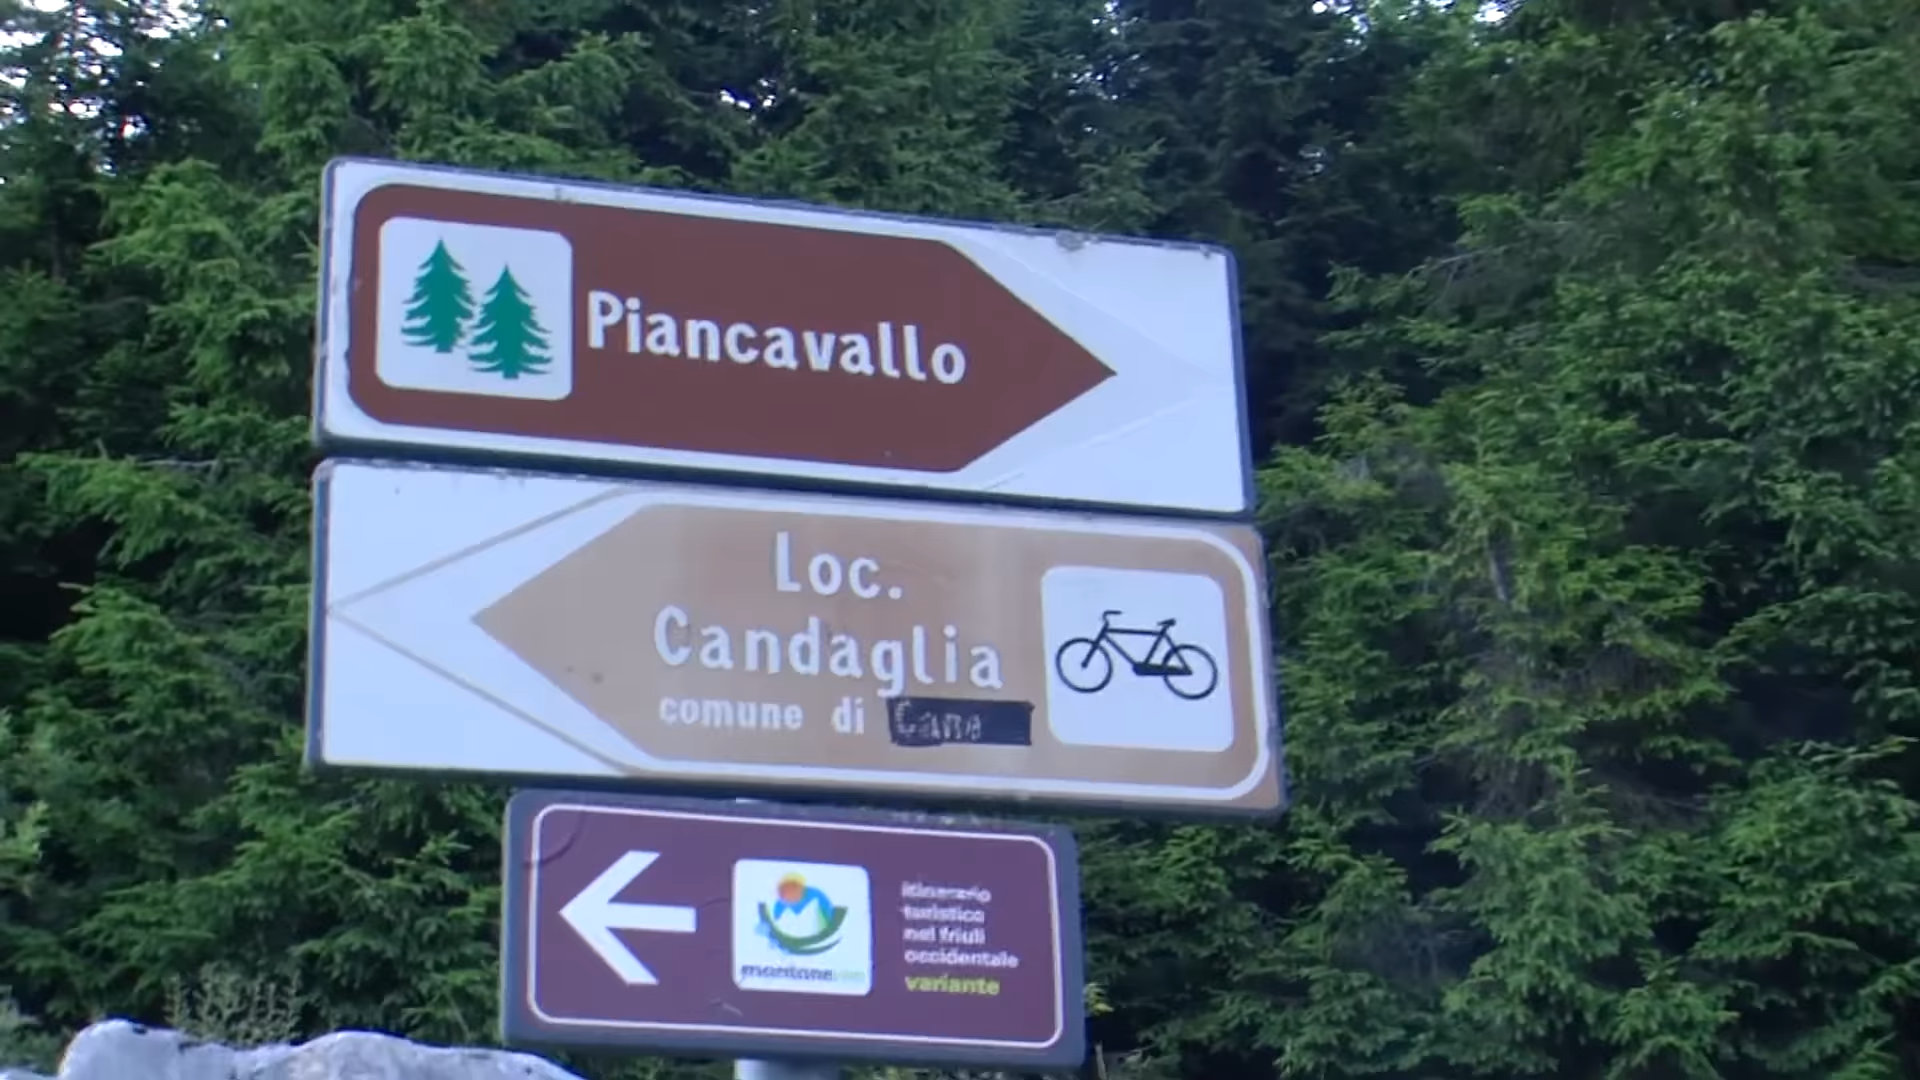 Piancavallo
Loc.
Candaglia
comune di
itinerario
turistico
nel friuli
occidentale
variante